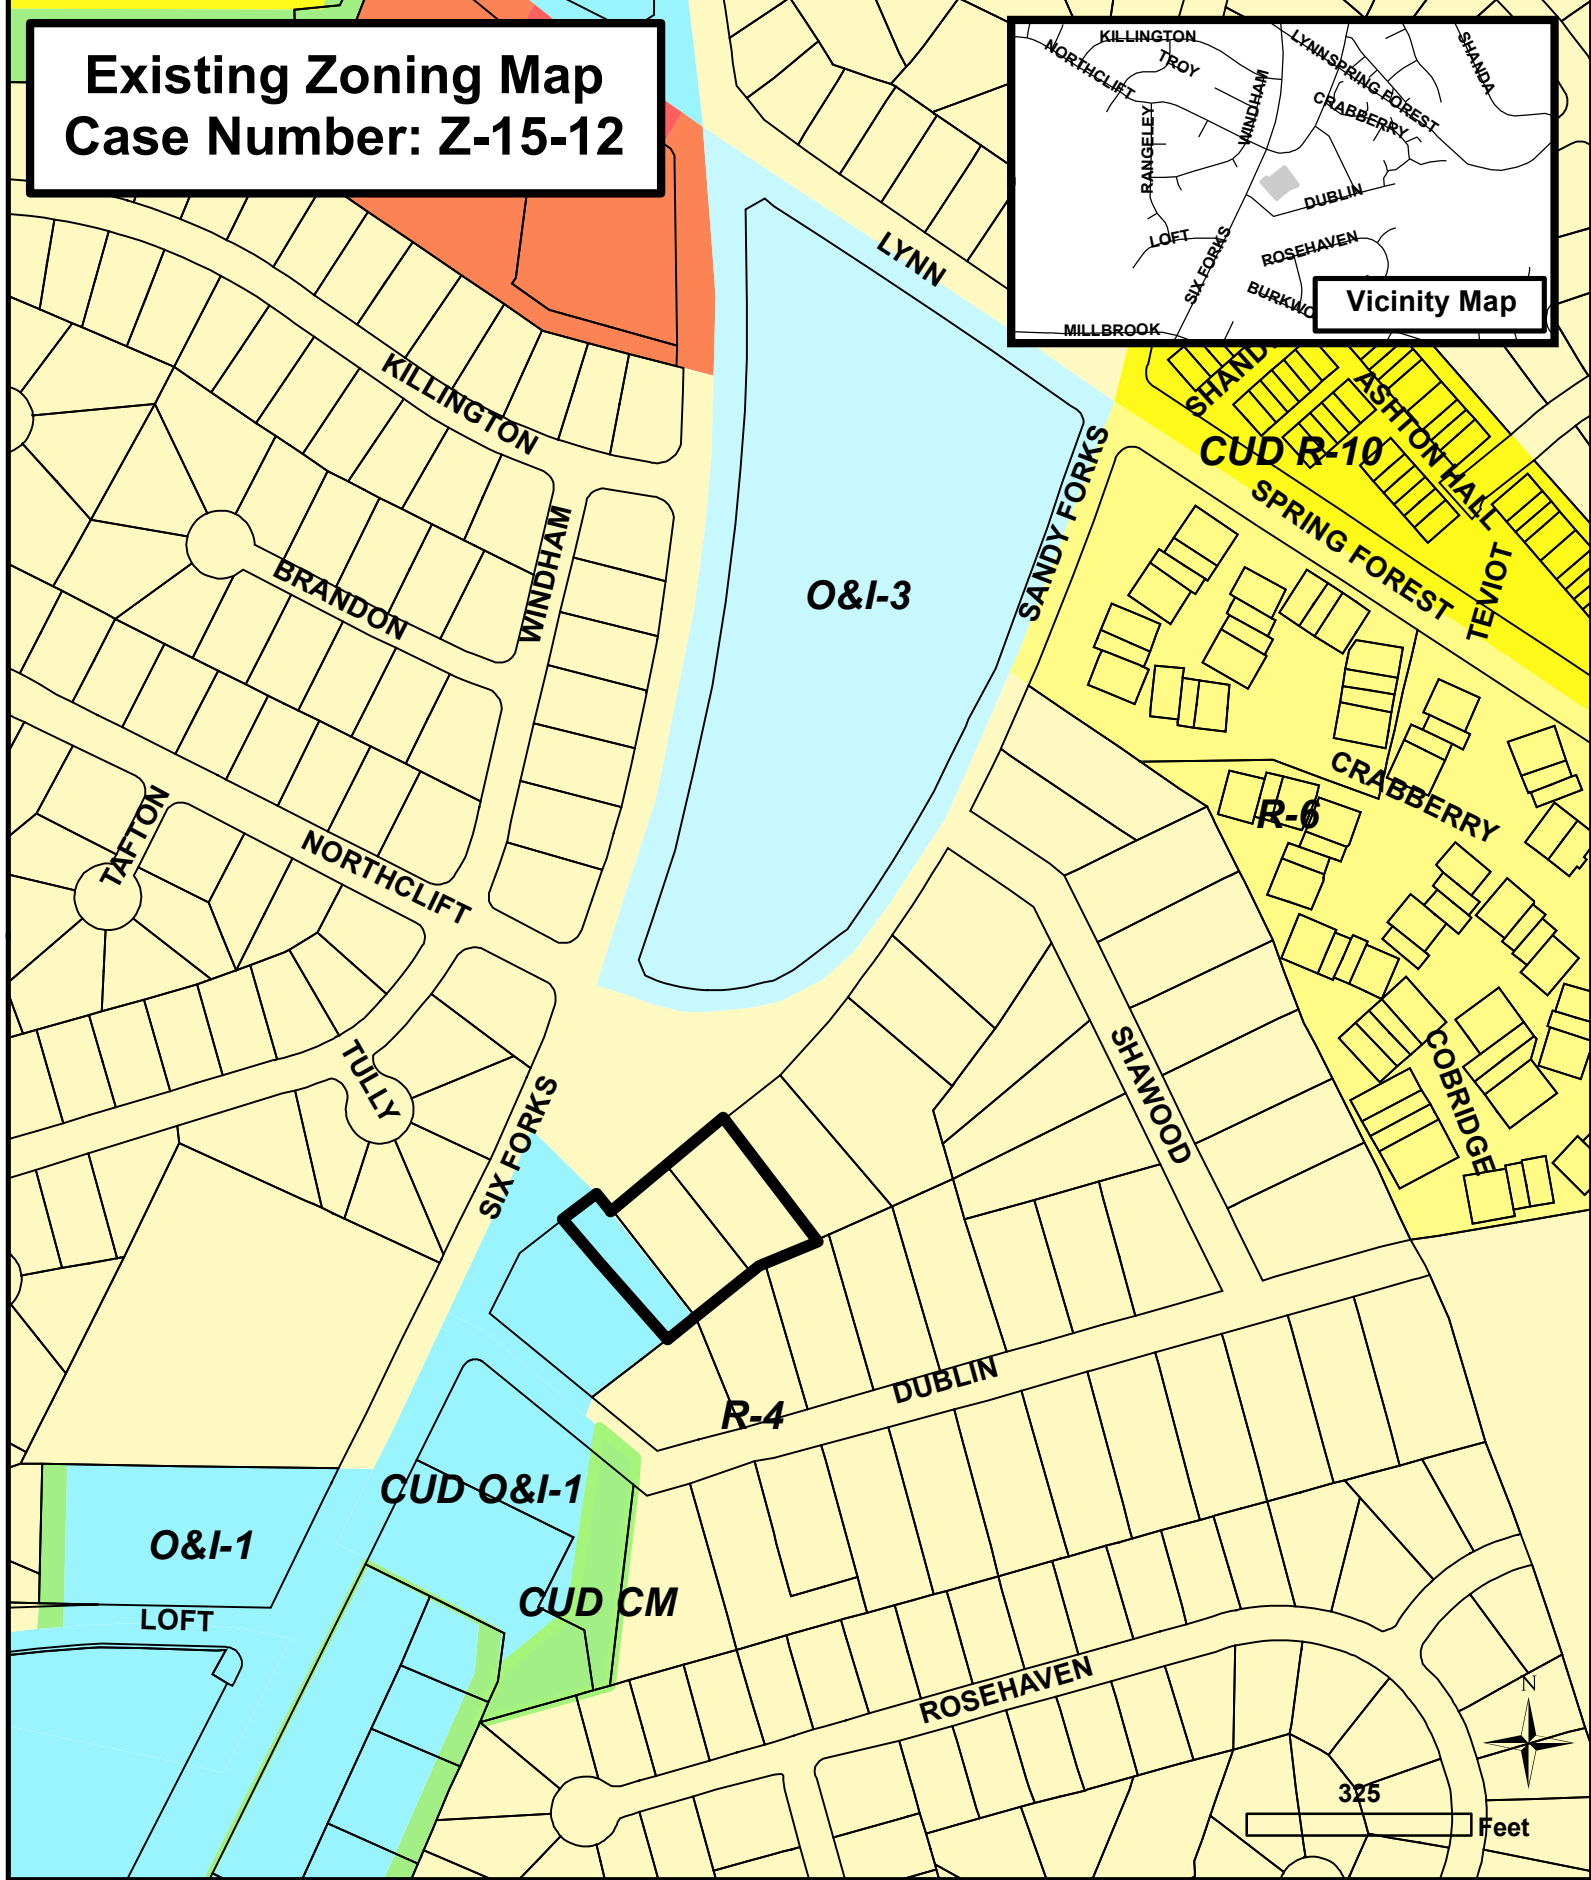 Existing Zoning Map
Case Number: Z-15-12
KILLINGTON
NORTHCLIFT
TROY
WINDHAM
LYNN
SPRING FOREST
SHANDA
CRABBERRY
RANGELEY
DUBLIN
LOFT
SIX FORKS
ROSEHAVEN
MILLBROOK
Vicinity Map
LYNN
KILLINGTON
ASHTON HALL
CUD R-10
SANDY FORKS
SPRING FOREST
WINDHAM
BRANDON
O&I-3
TEVIOT
CRABBERRY
R-6
TAFTON
NORTHCLIFT
TULLY
SIX FORKS
SHAWOOD
COBRIDGE
DUBLIN
R-4
CUD O&I-1
O&I-1
CUD CM
LOFT
ROSEHAVEN
N
325
Feet